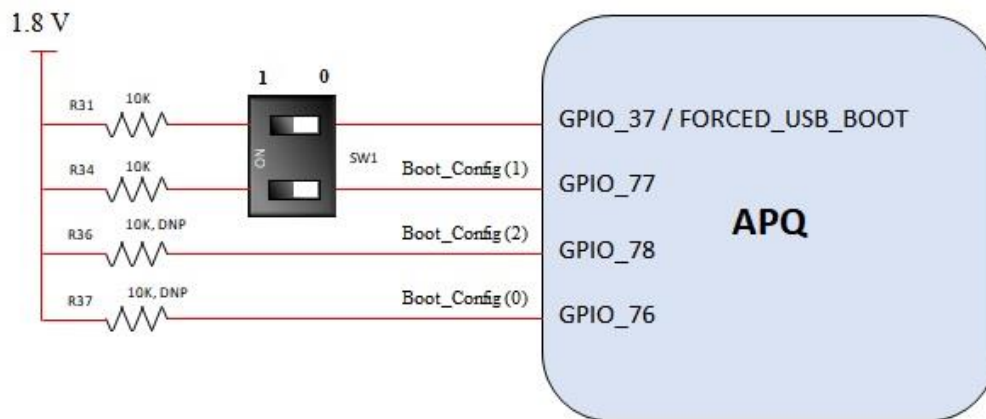 1.8 V
1 0
R31 10K
GPIO_37 / FORCED_USB_BOOT
ON
SW1
R34 10K
Boot_Config(1)
GPIO_77
APQ
R36 10K, DNP
Boot_Config(2)
GPIO_78
R37 10K, DNP
Boot_Config(0)
GPIO_76